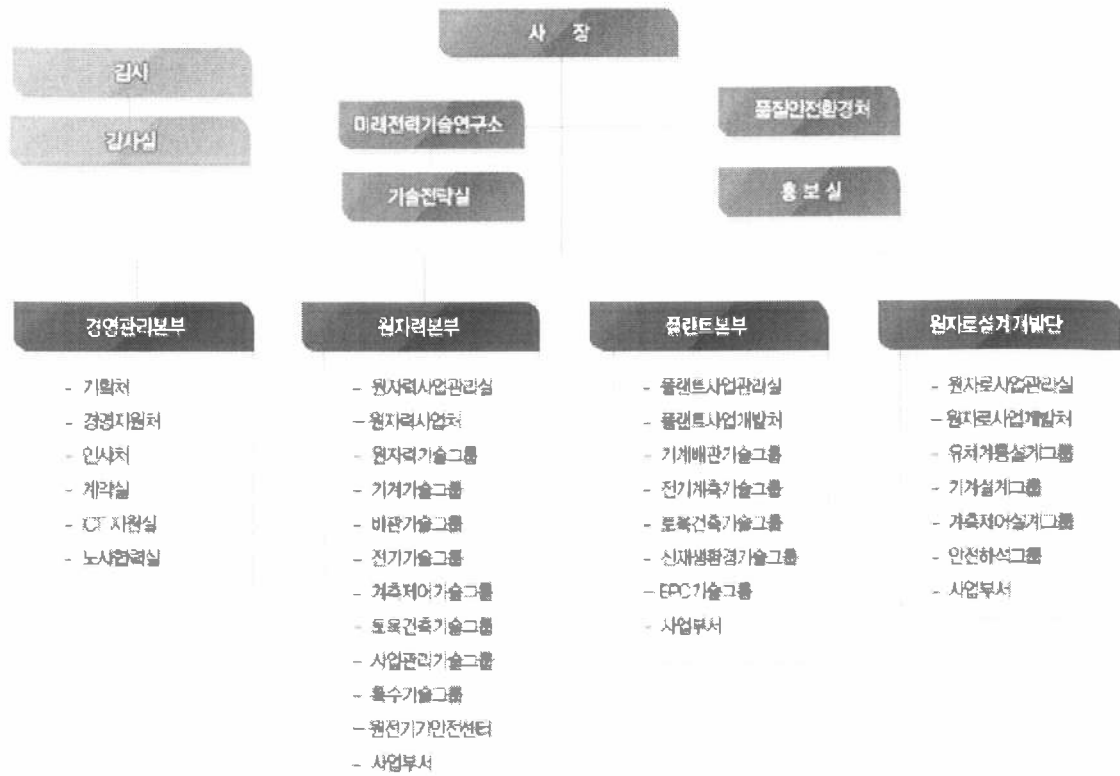 사 장
감사
감사실
미래전력기술연구소
품질안전환경처
기술전략실
홍 보 실
경영관리본부
원자력본부
플랜트본부
원자로설계개발단
- 기획처
- 경영지원처
- 인사처
- 계약실
- ICT 지원실
- 노사협력실
- 원자력사업관리실
- 원자력사업처
- 원자력기술그룹
- 기계기술그룹
- 배관기술그룹
- 전기기술그룹
- 계측제어기술그룹
- 토목건축기술그룹
- 사업관리기술그룹
- 특수기술그룹
- 원전기기안전센터
- 사업부서
- 플랜트사업관리실
- 플랜트사업개발처
- 기계배관기술그룹
- 전기계측기술그룹
- 토목건축기술그룹
- 신재생환경기술그룹
- EPC기술그룹
- 사업부서
- 원자로사업관리실
- 원자로사업개발처
- 유체계통설계그룹
- 기계설계그룹
- 계측제어설계그룹
- 안전해석그룹
- 사업부서